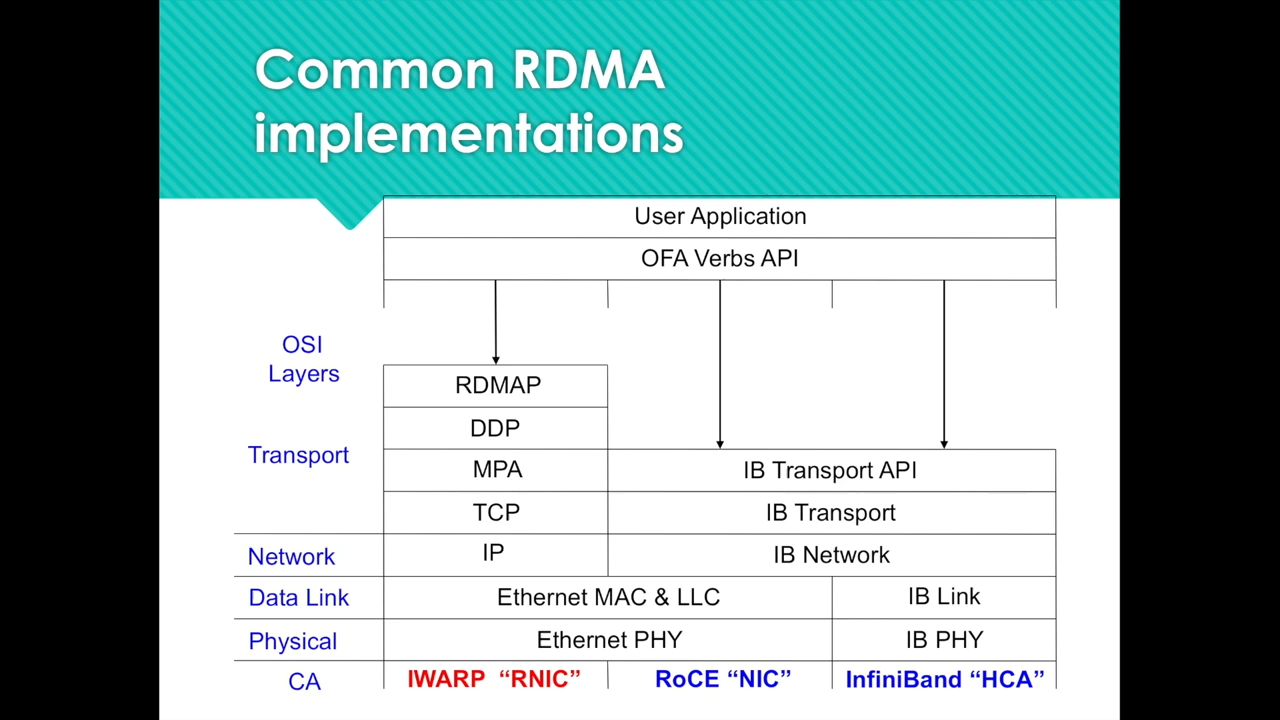 Common RDMA
implementations
User Application
OFA Verbs API
OSI
Layers
RDMAP
DDP
Transport
MPA
IB Transport API
TCP
IB Transport
Network
IP
IB Network
Data Link
Ethernet MAC & LLC
IB Link
Physical
Ethernet PHY
IB PHY
CA
IWARP “RNIC”
RoCE “NIC”
InfiniBand “HCA”